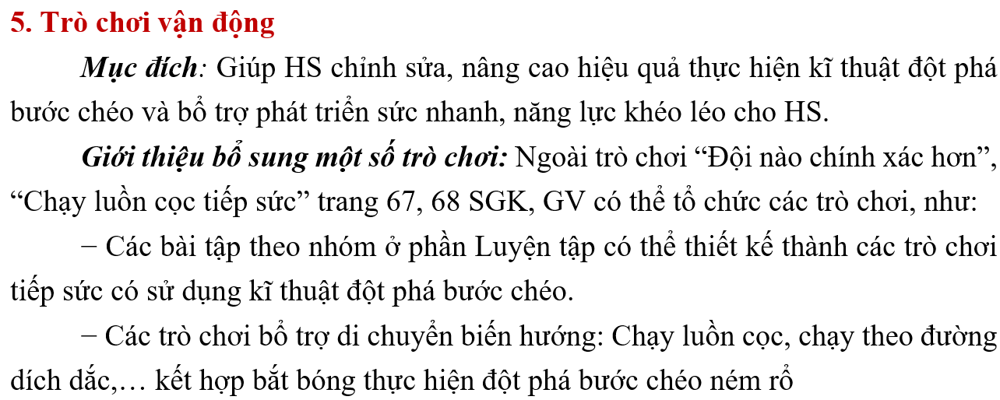 5. Trò chơi vận động
Mục đích: Giúp HS chỉnh sửa, nâng cao hiệu quả thực hiện kĩ thuật đột phá
bước chéo và bổ trợ phát triển sức nhanh, năng lực khéo léo cho HS.
Giới thiệu bổ sung một số trò chơi: Ngoài trò chơi “Đội nào chính xác hơn”,
“Chạy luồn cọc tiếp sức” trang 67, 68 SGK, GV có thể tổ chức các trò chơi, như:
– Các bài tập theo nhóm ở phần Luyện tập có thể thiết kế thành các trò chơi
tiếp sức có sử dụng kĩ thuật đột phá bước chéo.
– Các trò chơi bổ trợ di chuyển biến hướng: Chạy luồn cọc, chạy theo đường
dích dắc,… kết hợp bắt bóng thực hiện đột phá bước chéo ném rổ